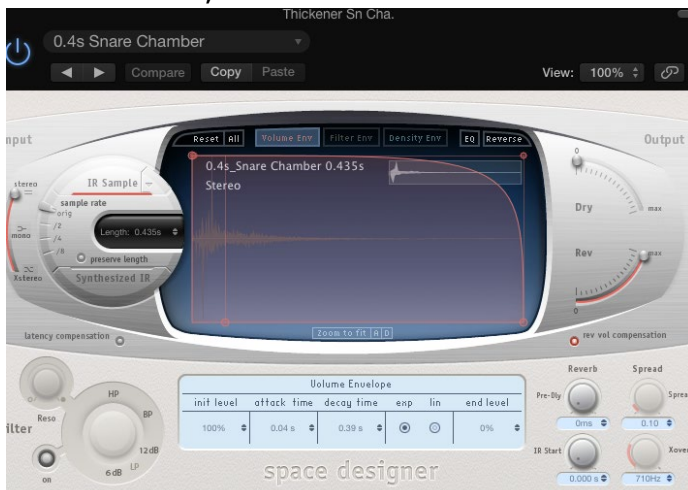 Thickener Sn Cha.
0.4s Snare Chamber
Compare Copy Paste View: 100%
Reset All Volume Env Filter Env Density Env EQ Reverse
nput
Output
0.4s_Snare Chamber 0.435s
Stereo
stereo
mono
Xstereo
IR Sample
sample rate
orig
/2
/4
/8
Length: 0.435s
preserve length
Synthesized IR
0
Dry
max
Rev
max
0
Zoom to fit A D
latency compensation
rev vol compensation
Volume Envelope
init level attack time decay time exp lin end level
100% 0.04 s 0.39 s 0%
space designer
Reso
ilter
on
HP
BP
12dB
LP
6 dB
Reverb Spread
Pre-Dly
0ms
Sprea
0.10
IR Start
0.000 s
Xover
710Hz